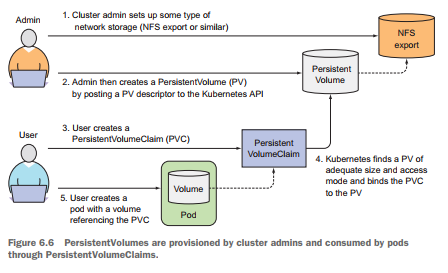 Admin
1. Cluster admin sets up some type
of network storage (NFS export or similar)
NFS
export
Persistent
Volume
2. Admin then creates a PersistentVolume (PV)
by posting a PV descriptor to the Kubernetes API
User
3. User creates a
PersistentVolumeClaim (PVC)
Persistent
VolumeClaim
4. Kubernetes finds a PV of
adequate size and access
mode and binds the PVC
to the PV
5. User creates a
pod with a volume
referencing the PVC
Volume
Pod
Figure 6.6 PersistentVolumes are provisioned by cluster admins and consumed by pods
through PersistentVolumeClaims.